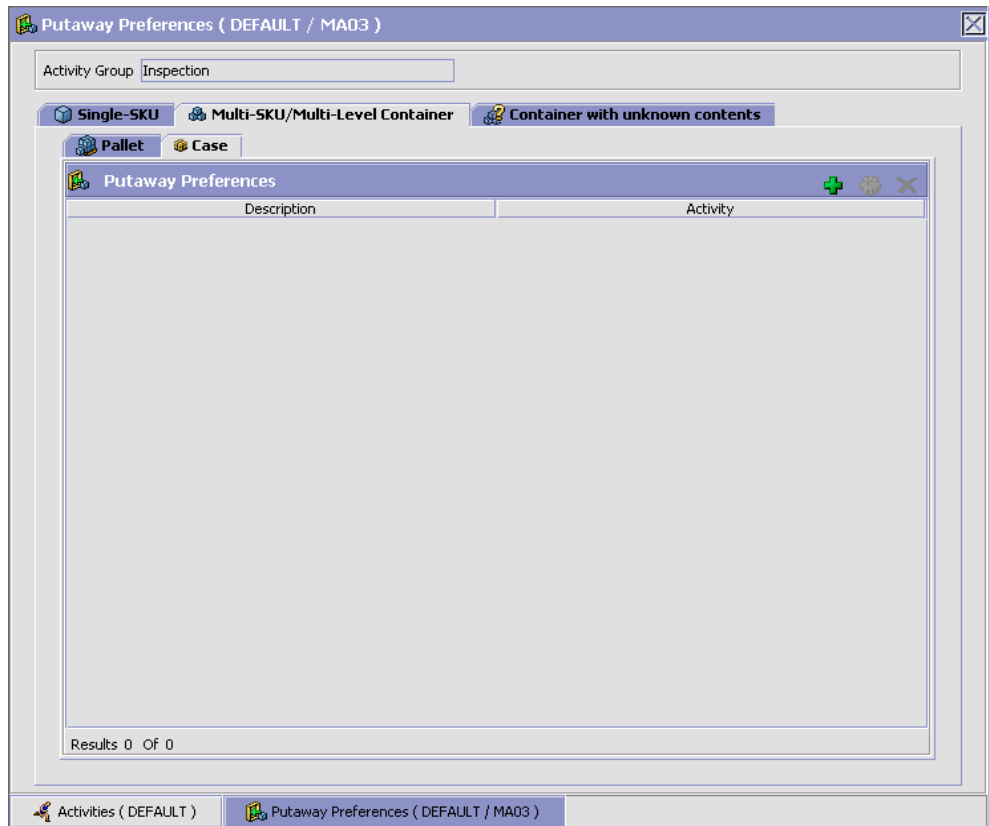 Putaway Preferences ( DEFAULT / MA03 )
Activity Group Inspection
Single-SKU Multi-SKU/Multi-Level Container Container with unknown contents
Pallet Case
Putaway Preferences
Description Activity
Results 0 Of 0
Activities ( DEFAULT ) Putaway Preferences ( DEFAULT / MA03 )